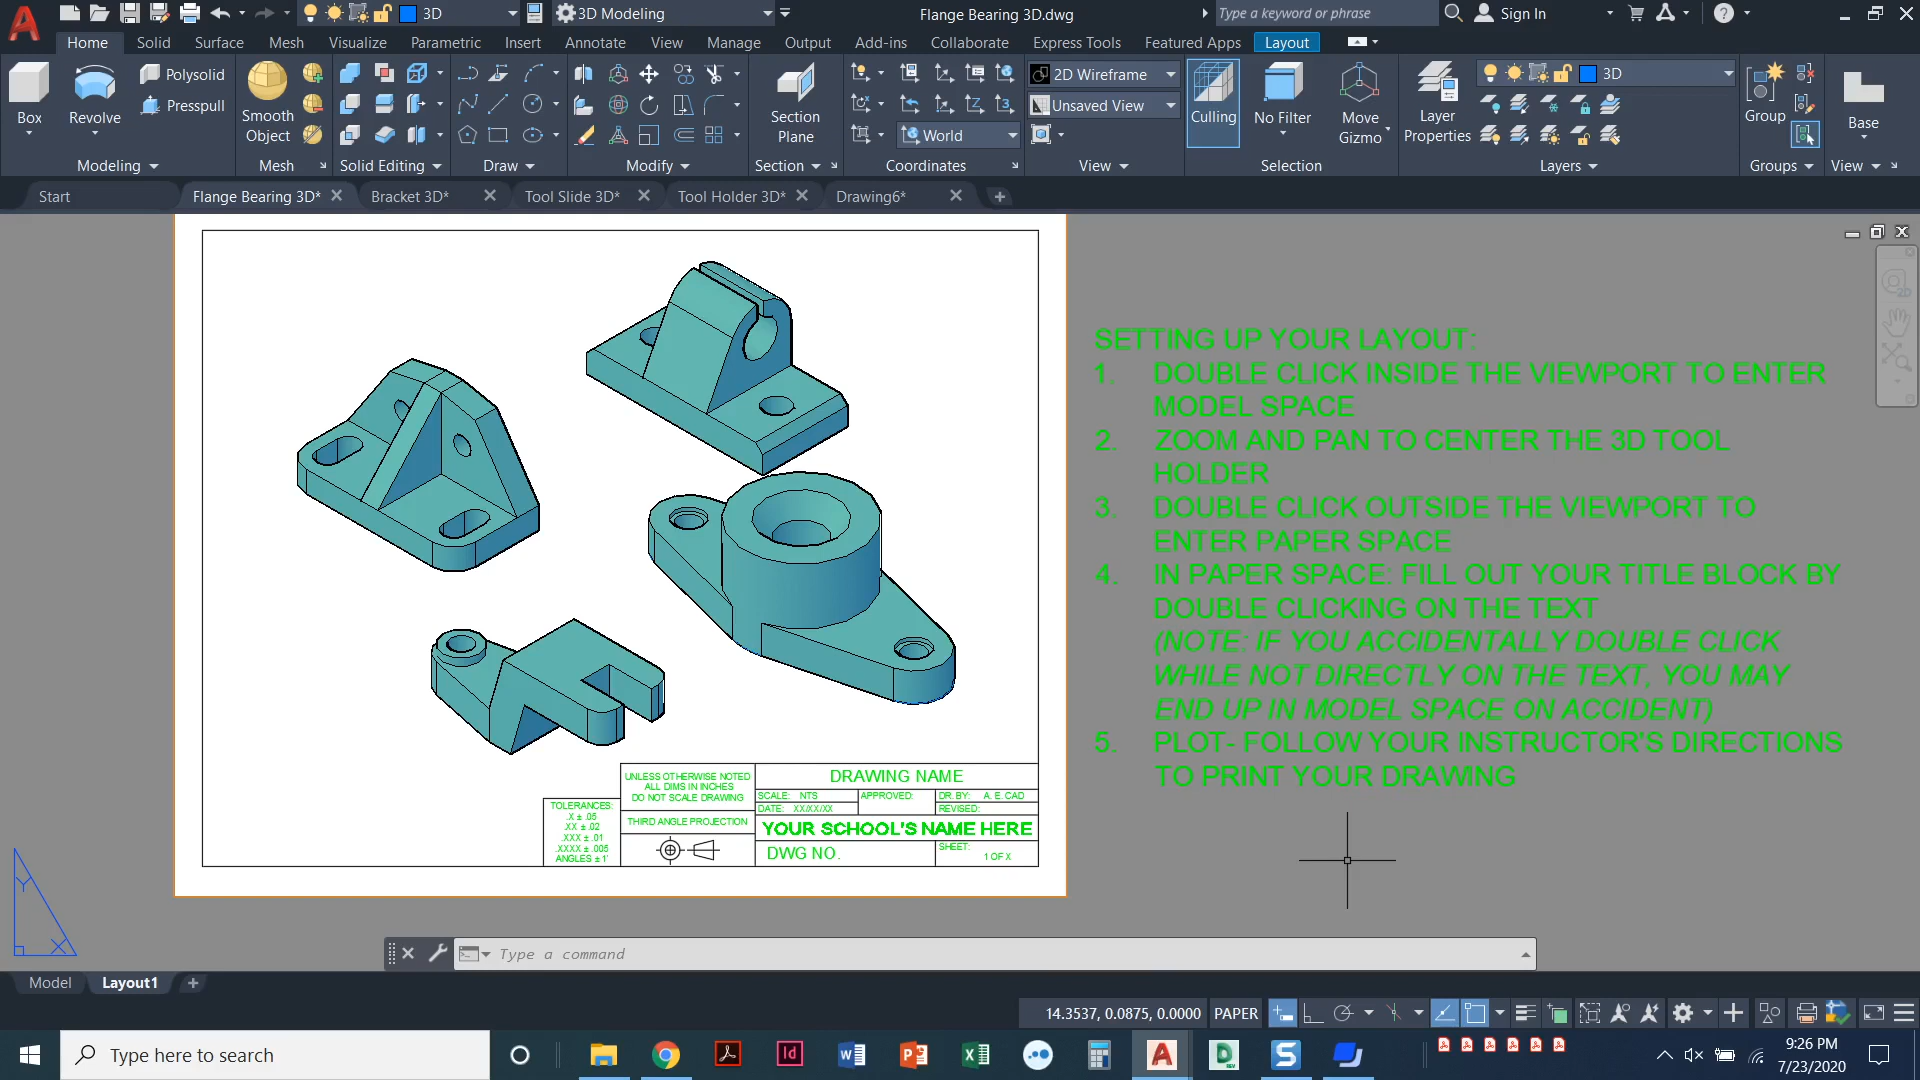 3D
3D Modeling
Flange Bearing 3D.dwg
Type a keyword or phrase
Sign In
Home
Solid
Surface
Mesh
Visualize
Parametric
Insert
Annotate
View
Manage
Output
Add-ins
Collaborate
Express Tools
Featured Apps
Layout
Box
Revolve
Polysolid
Presspull
Smooth
Object
Section
Plane
World
2D Wireframe
Unsaved View
Culling
No Filter
Move
Gizmo
Layer
Properties
3D
Group
Base
Modeling
Mesh
Solid Editing
Draw
Modify
Section
Coordinates
View
Selection
Layers
Groups
View
Start
Flange Bearing 3D*
Bracket 3D*
Tool Slide 3D*
Tool Holder 3D*
Drawing6*
SETTING UP YOUR LAYOUT:
1. DOUBLE CLICK INSIDE THE VIEWPORT TO ENTER
MODEL SPACE
2. ZOOM AND PAN TO CENTER THE 3D TOOL
HOLDER
3. DOUBLE CLICK OUTSIDE THE VIEWPORT TO
ENTER PAPER SPACE
4. IN PAPER SPACE: FILL OUT YOUR TITLE BLOCK BY
DOUBLE CLICKING ON THE TEXT
(NOTE: IF YOU ACCIDENTALLY DOUBLE CLICK
WHILE NOT DIRECTLY ON THE TEXT, YOU MAY
END UP IN MODEL SPACE ON ACCIDENT)
5. PLOT- FOLLOW YOUR INSTRUCTOR'S DIRECTIONS
TO PRINT YOUR DRAWING
TOLERANCES:
.X ± .05
.XX ± .02
.XXX ± .01
.XXXX ± .005
ANGLES ± 1°
UNLESS OTHERWISE NOTED
ALL DIMS IN INCHES
DO NOT SCALE DRAWING
THIRD ANGLE PROJECTION
DRAWING NAME
SCALE: NTS
APPROVED:
DR. BY: A. E. CAD
DATE: XX/XX/XX
REVISED:
YOUR SCHOOL'S NAME HERE
DWG NO.
SHEET:
1 OF X
Y
X
Type a command
Model
Layout1
14.3537, 0.0875, 0.0000
PAPER
Type here to search
9:26 PM
7/23/2020